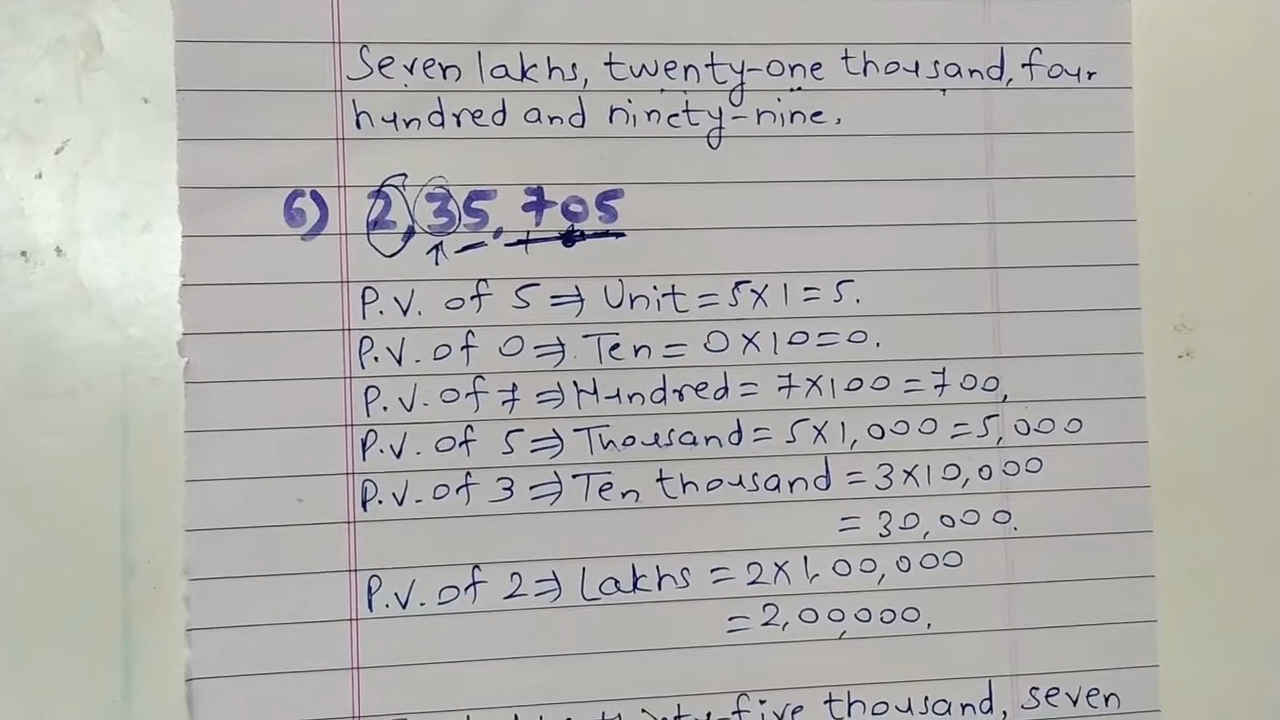 Seven lakhs, twenty-one thousand, four
hundred and ninety-nine.
6) 2,35,705
P.V. of 5 ⇒ Unit = 5×1 = 5.
P.V. of 0 ⇒ Ten = 0×10=0.
P.V. of 7 ⇒ Hundred = 7×100 = 700,
P.V. of 5 ⇒ Thousand = 5×1,000 = 5,000
P.V. of 3 ⇒ Ten thousand = 3×10,000
= 30,000.
P.V. of 2 ⇒ Lakhs = 2×1,00,000
= 2,00,000.
five thousand, seven